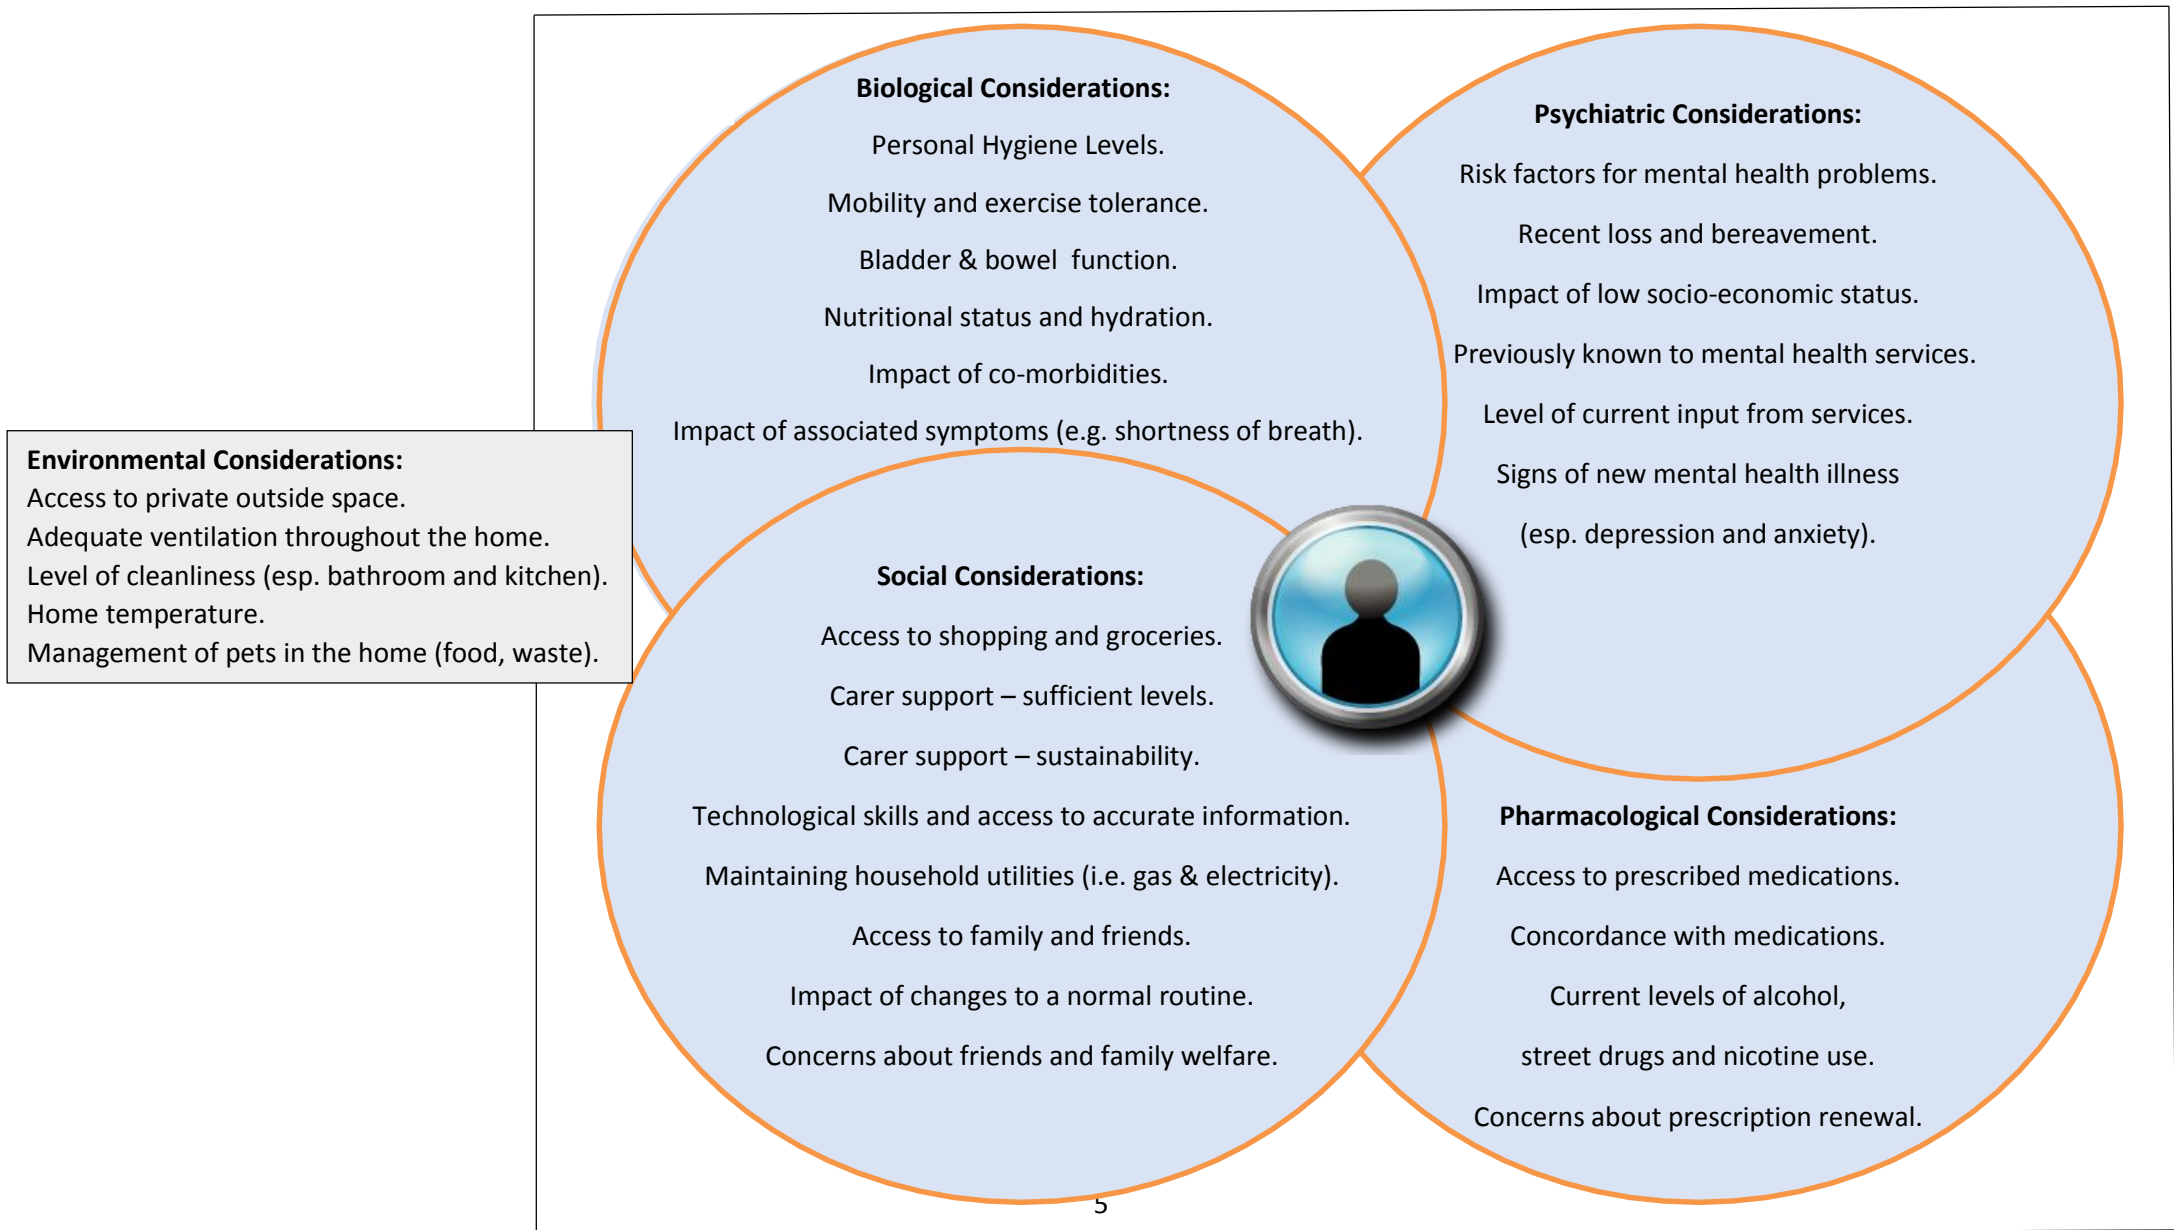 Biological Considerations:
Personal Hygiene Levels.
Mobility and exercise tolerance.
Bladder & bowel  function.
Nutritional status and hydration.
Impact of co-morbidities.
Impact of associated symptoms (e.g. shortness of breath).
Psychiatric Considerations:
Risk factors for mental health problems.
Recent loss and bereavement.
Impact of low socio-economic status.
Previously known to mental health services.
Level of current input from services.
Signs of new mental health illness
(esp. depression and anxiety).
Environmental Considerations:
Access to private outside space.
Adequate ventilation throughout the home.
Level of cleanliness (esp. bathroom and kitchen).
Home temperature.
Management of pets in the home (food, waste).
Social Considerations:
Access to shopping and groceries.
Carer support – sufficient levels.
Carer support – sustainability.
Technological skills and access to accurate information.
Maintaining household utilities (i.e. gas & electricity).
Access to family and friends.
Impact of changes to a normal routine.
Concerns about friends and family welfare.
Pharmacological Considerations:
Access to prescribed medications.
Concordance with medications.
Current levels of alcohol,
street drugs and nicotine use.
Concerns about prescription renewal.
5